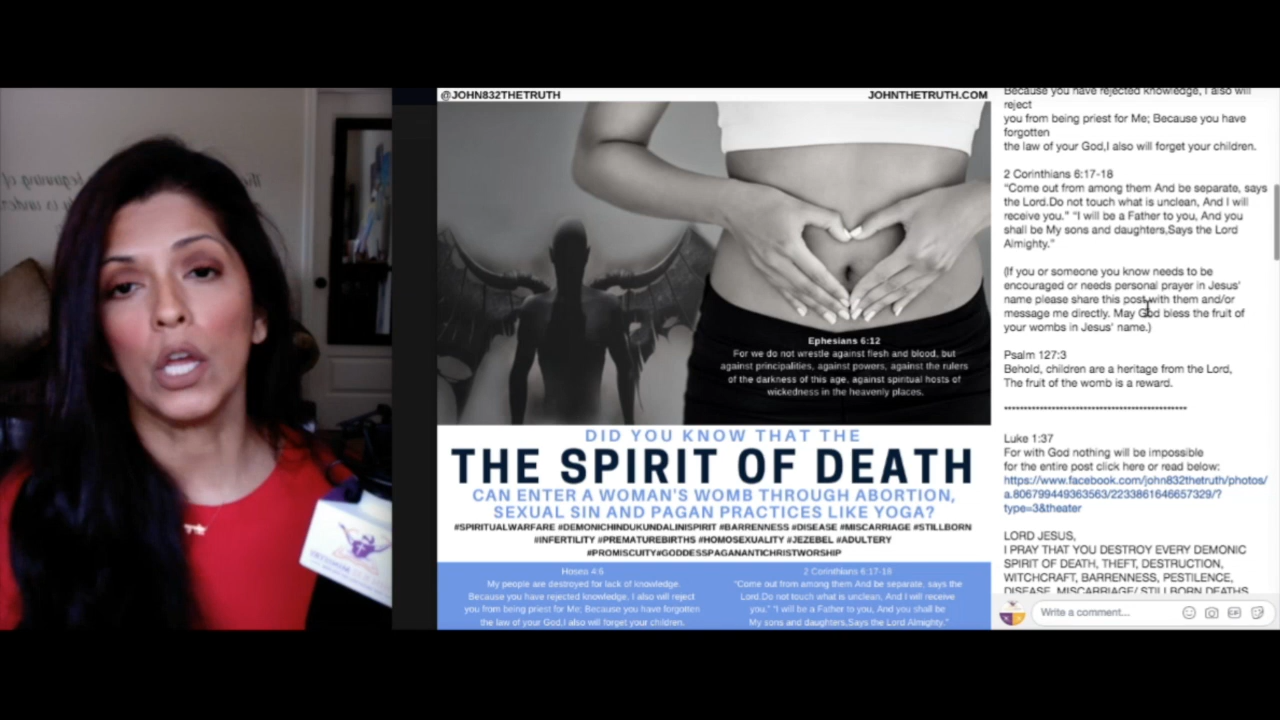 @JOHN832THETRUTH
JOHNTHETRUTH.COM
Ephesians 6:12
For we do not wrestle against flesh and blood, but
against principalities, against powers, against the rulers
of the darkness of this age, against spiritual hosts of
wickedness in the heavenly places.
DID YOU KNOW THAT THE
THE SPIRIT OF DEATH
CAN ENTER A WOMAN'S WOMB THROUGH ABORTION,
SEXUAL SIN AND PAGAN PRACTICES LIKE YOGA?
#SPIRITUALWARFARE #DEMONICHINDUKUNDALINISPIRIT #BARRENNESS #DISEASE #MISCARRIAGE #STILLBORN
#INFERTILITY #PREMATUREBIRTHS #HOMOSEXUALITY #JEZEBEL #ADULTERY
#PROMISCUITY#GODDESSPAGANANTICHRISTWORSHIP
Hosea 4:6
My people are destroyed for lack of knowledge.
Because you have rejected knowledge, I also will reject
you from being priest for Me; Because you have forgotten
the law of your God,I also will forget your children.
2 Corinthians 6:17-18
"Come out from among them And be separate, says the
Lord.Do not touch what is unclean, And I will receive
you." "I will be a Father to you, And you shall be
My sons and daughters,Says the Lord Almighty."
Because you have rejected knowledge, I also will
reject
you from being priest for Me; Because you have
forgotten
the law of your God,I also will forget your children.
2 Corinthians 6:17-18
“Come out from among them And be separate, says
the Lord.Do not touch what is unclean, And I will
receive you.” “I will be a Father to you, And you
shall be My sons and daughters,Says the Lord
Almighty.”
(If you or someone you know needs to be
encouraged or needs personal prayer in Jesus'
name please share this post with them and/or
message me directly. May God bless the fruit of
your wombs in Jesus' name.)
Psalm 127:3
Behold, children are a heritage from the Lord,
The fruit of the womb is a reward.
Luke 1:37
For with God nothing will be impossible
for the entire post click here or read below:
https://www.facebook.com/john832thetruth/photos/
a.806799449363563/2233861646657329/?
type=3&theater
LORD JESUS,
I PRAY THAT YOU DESTROY EVERY DEMONIC
SPIRIT OF DEATH, THEFT, DESTRUCTION,
WITCHCRAFT, BARRENNESS, PESTILENCE,
DISEASE, MISCARRIAGE/ STILLBORN DEATHS
Write a comment...